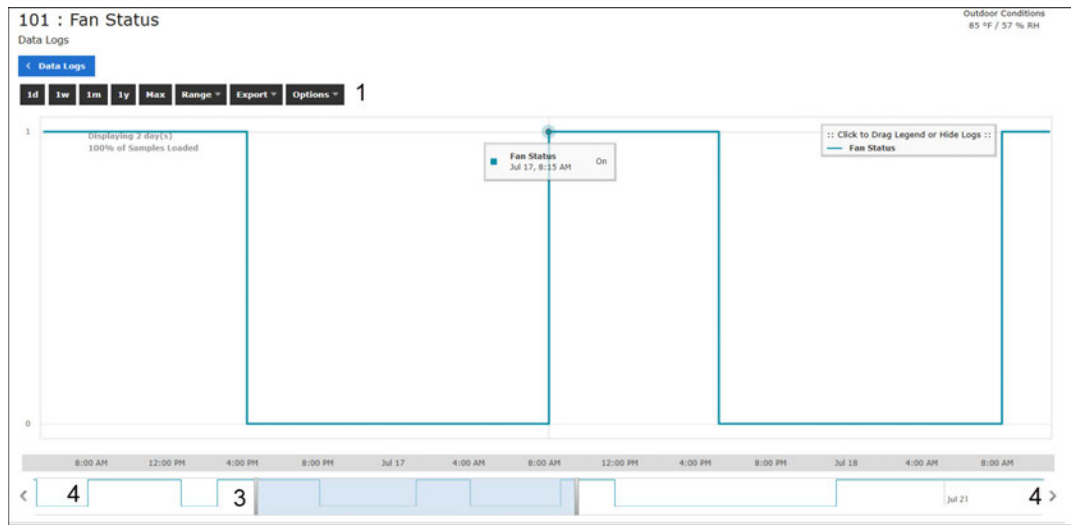 101 : Fan Status
Outdoor Conditions
85 ºF / 57 % RH
Data Logs
< Data Logs
1d 1w 1m 1y Max Range Export Options 1
1
Displaying 2 day(s)
100% of Samples Loaded
:: Click to Drag Legend or Hide Logs ::
Fan Status
Fan Status
Jul 17, 8:15 AM
On
0
8:00 AM 12:00 PM 4:00 PM 8:00 PM Jul 17 4:00 AM 8:00 AM 12:00 PM 4:00 PM 8:00 PM Jul 18 4:00 AM 8:00 AM
< 4 3 Jul 21 4 >